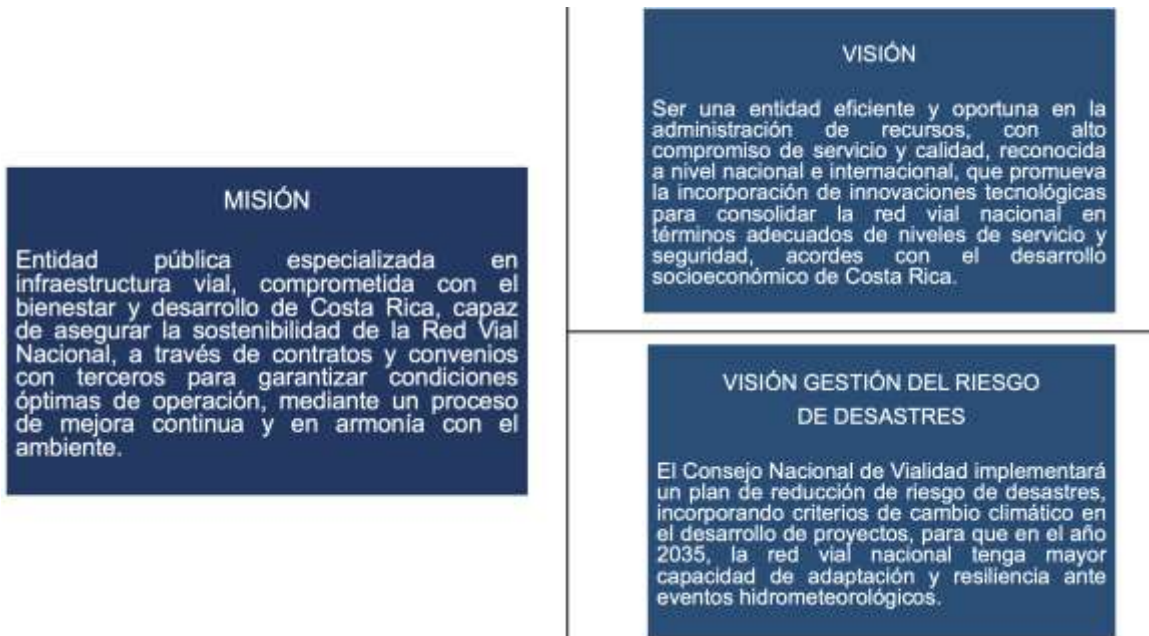 MISIÓN
Entidad pública especializada en
infraestructura vial, comprometida con el
bienestar y desarrollo de Costa Rica, capaz
de asegurar la sostenibilidad de la Red Vial
Nacional, a través de contratos y convenios
con terceros para garantizar condiciones
óptimas de operación, mediante un proceso
de mejora continua y en armonía con el
ambiente.
VISIÓN
Ser una entidad eficiente y oportuna en la
administración de recursos, con alto
compromiso de servicio y calidad, reconocida
a nivel nacional e internacional, que promueva
la incorporación de innovaciones tecnológicas
para consolidar la red vial nacional en
términos adecuados de niveles de servicio y
seguridad, acordes con el desarrollo
socioeconómico de Costa Rica.
VISIÓN GESTIÓN DEL RIESGO
DE DESASTRES
El Consejo Nacional de Vialidad implementará
un plan de reducción de riesgo de desastres,
incorporando criterios de cambio climático en
el desarrollo de proyectos, para que en el año
2035, la red vial nacional tenga mayor
capacidad de adaptación y resiliencia ante
eventos hidrometeorológicos.